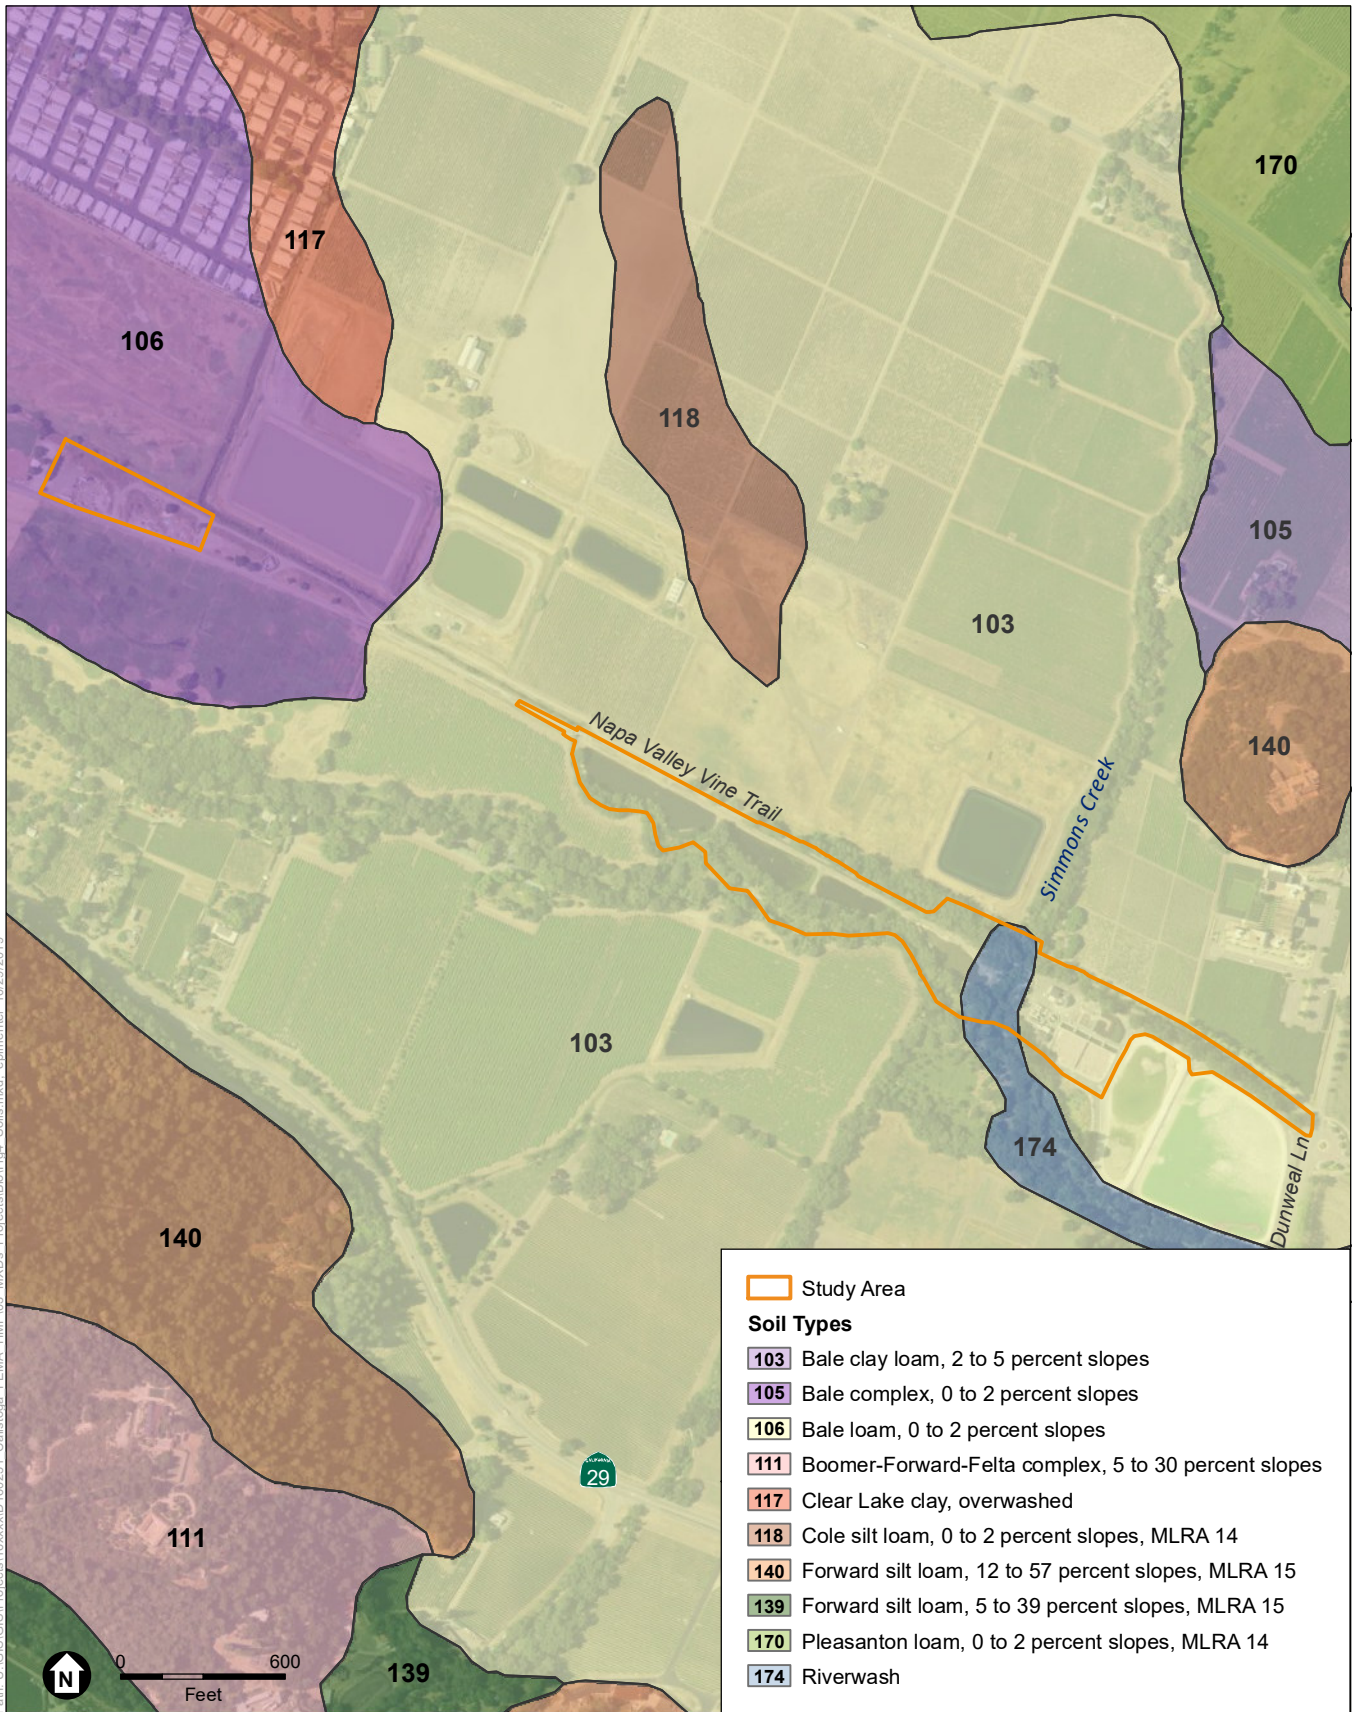 170
117
106
118
105
103
140
Napa Valley Vine Trail
Simmons Creek
103
174
Dunweal Ln
140
CALIFORNIA
29
111
139
N
0 600
Feet
Study Area
Soil Types
103 Bale clay loam, 2 to 5 percent slopes
105 Bale complex, 0 to 2 percent slopes
106 Bale loam, 0 to 2 percent slopes
111 Boomer-Forward-Felta complex, 5 to 30 percent slopes
117 Clear Lake clay, overwashed
118 Cole silt loam, 0 to 2 percent slopes, MLRA 14
140 Forward silt loam, 12 to 57 percent slopes, MLRA 15
139 Forward silt loam, 5 to 39 percent slopes, MLRA 15
170 Pleasanton loam, 0 to 2 percent slopes, MLRA 14
174 Riverwash